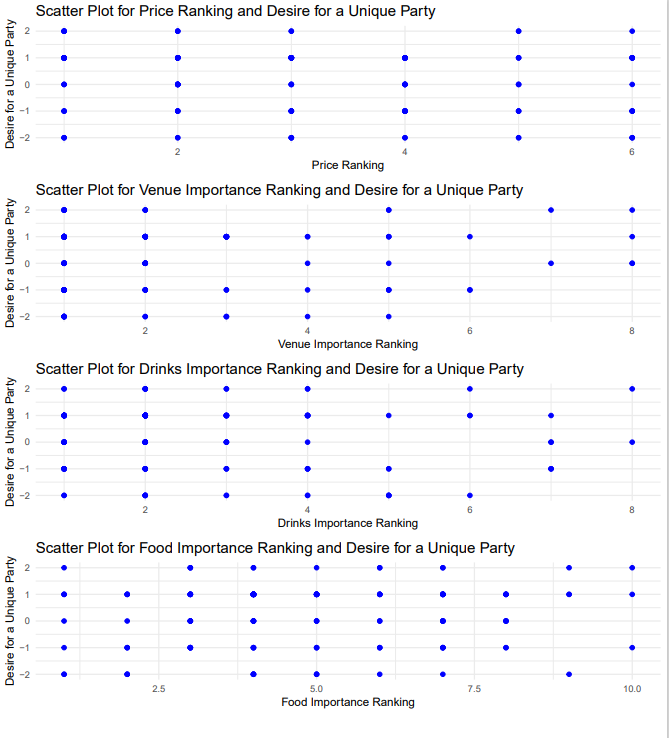 Scatter Plot for Price Ranking and Desire for a Unique Party
Desire for a Unique Party
2
1
0
−1
−2
2 4 6
Price Ranking
Scatter Plot for Venue Importance Ranking and Desire for a Unique Party
Desire for a Unique Party
2
1
0
−1
−2
2 4 6 8
Venue Importance Ranking
Scatter Plot for Drinks Importance Ranking and Desire for a Unique Party
Desire for a Unique Party
2
1
0
−1
−2
2 4 6 8
Drinks Importance Ranking
Scatter Plot for Food Importance Ranking and Desire for a Unique Party
Desire for a Unique Party
2
1
0
−1
−2
2.5 5.0 7.5 10.0
Food Importance Ranking